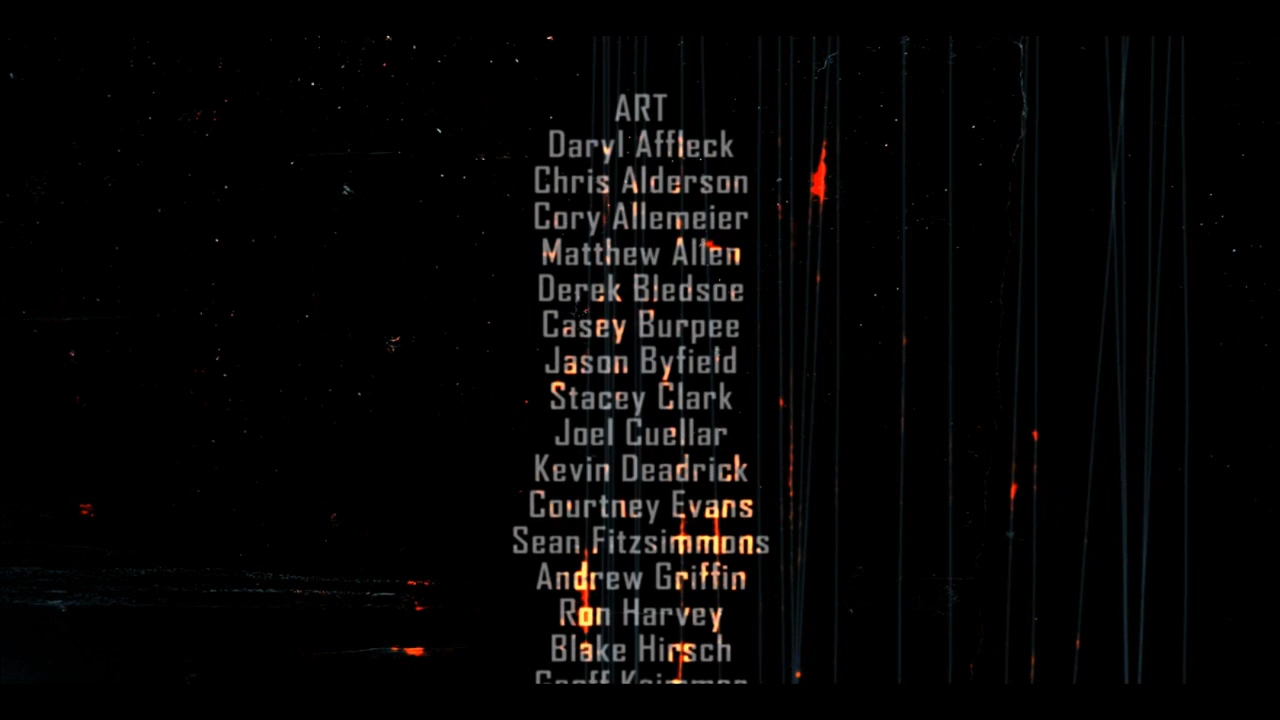 ART
Daryl Affleck
Chris Alderson
Cory Allemeier
Matthew Allen
Derek Bledsoe
Casey Burpee
Jason Byfield
Stacey Clark
Joel Cuellar
Kevin Deadrick
Courtney Evans
Sean Fitzsimmons
Andrew Griffin
Ron Harvey
Blake Hirsch
Geoff